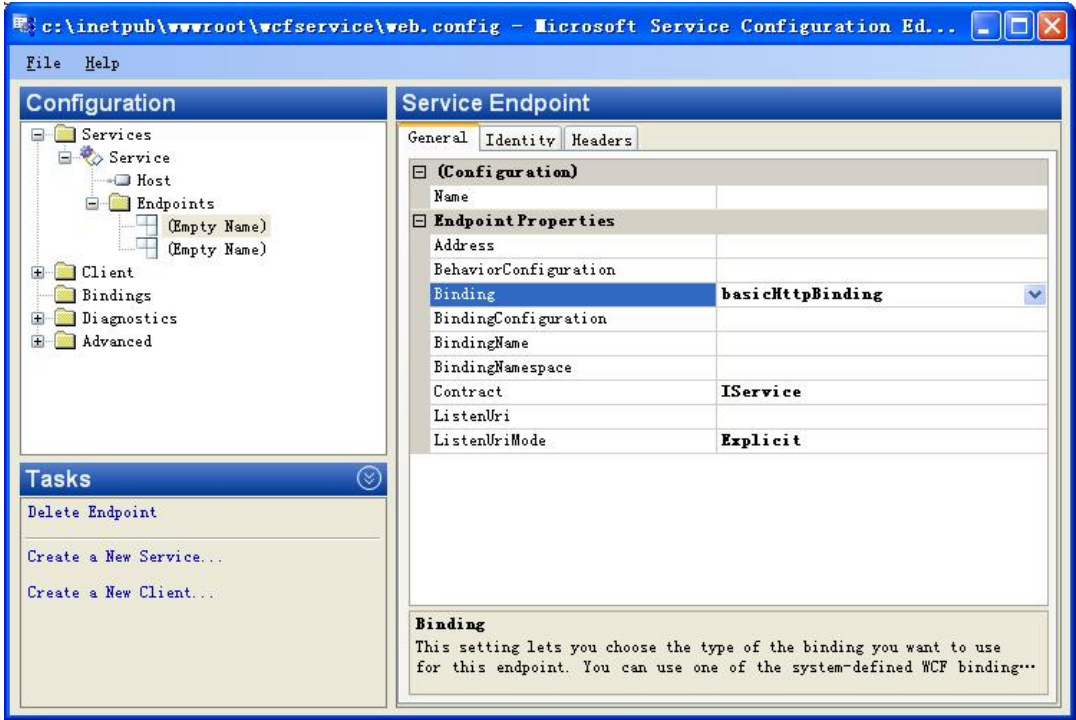 c:\inetpub\wwwroot\wcfservice\web.config - Microsoft Service Configuration Ed...
File Help
Configuration
Services
Service
Host
Endpoints
(Empty Name)
(Empty Name)
Client
Bindings
Diagnostics
Advanced
Tasks
Delete Endpoint
Create a New Service...
Create a New Client...
Service Endpoint
General Identity Headers
(Configuration)
Name
Endpoint Properties
Address
BehaviorConfiguration
Binding basicHttpBinding
BindingConfiguration
BindingName
BindingNamespace
Contract IService
ListenUri
ListenUriMode Explicit
Binding
This setting lets you choose the type of the binding you want to use
for this endpoint. You can use one of the system-defined WCF binding…